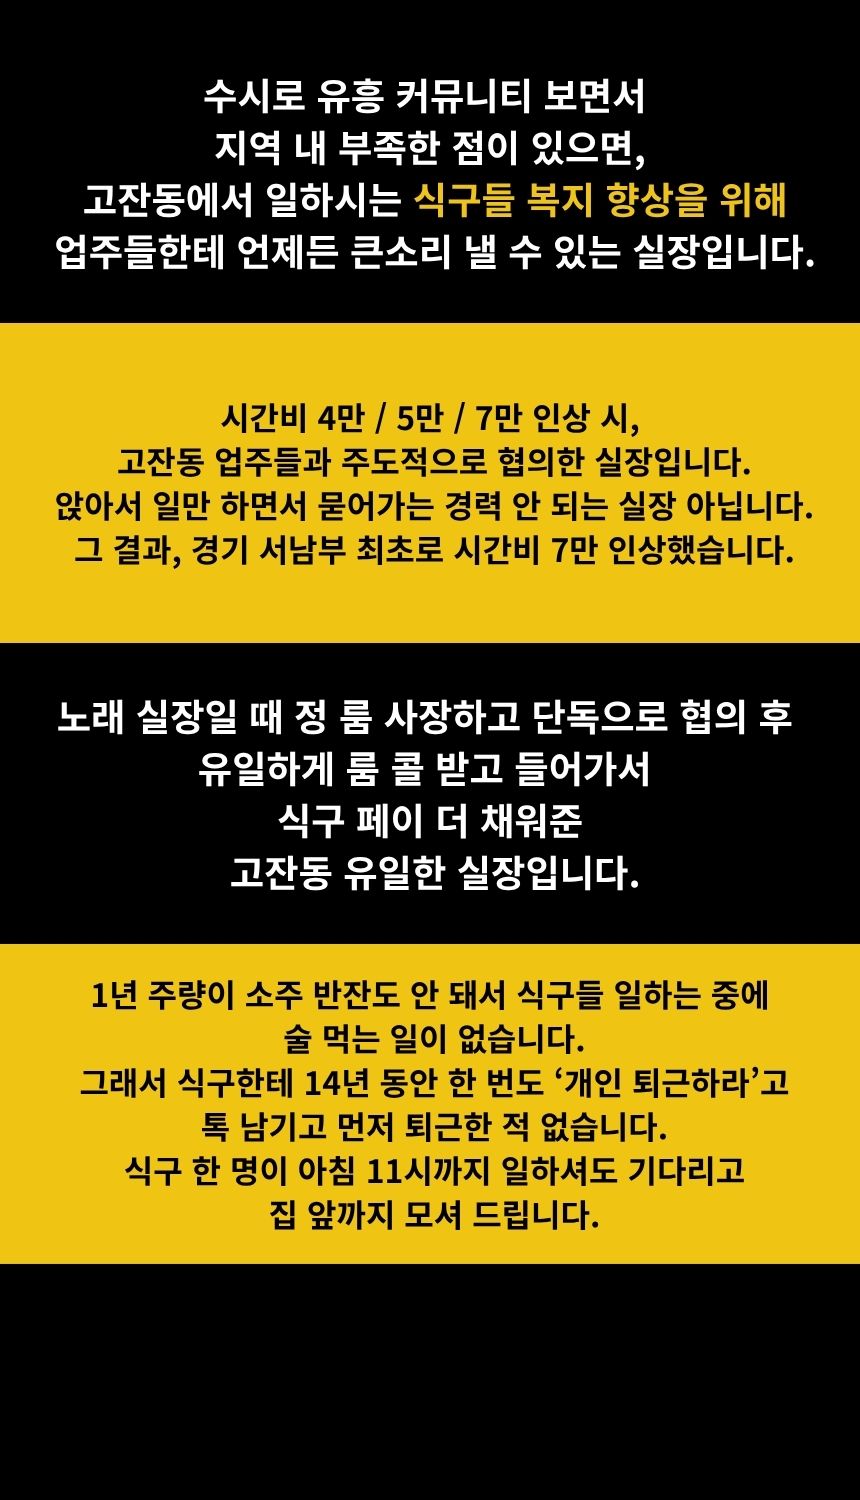 수시로 유흥 커뮤니티 보면서
지역 내 부족한 점이 있으면,
고잔동에서 일하시는 식구들 복지 향상을 위해
업주들한테 언제든 큰소리 낼 수 있는 실장입니다.
시간비 4만 / 5만 / 7만 인상 시,
고잔동 업주들과 주도적으로 협의한 실장입니다.
앉아서 일만 하면서 묻어가는 경력 안 되는 실장 아닙니다.
그 결과, 경기 서남부 최초로 시간비 7만 인상했습니다.
노래 실장일 때 정 룸 사장하고 단독으로 협의 후
유일하게 룸 콜 받고 들어가서
식구 페이 더 채워준
고잔동 유일한 실장입니다.
1년 주량이 소주 반잔도 안 돼서 식구들 일하는 중에
술 먹는 일이 없습니다.
그래서 식구한테 14년 동안 한 번도 ‘개인 퇴근하라’고
톡 남기고 먼저 퇴근한 적 없습니다.
식구 한 명이 아침 11시까지 일하셔도 기다리고
집 앞까지 모셔 드립니다.